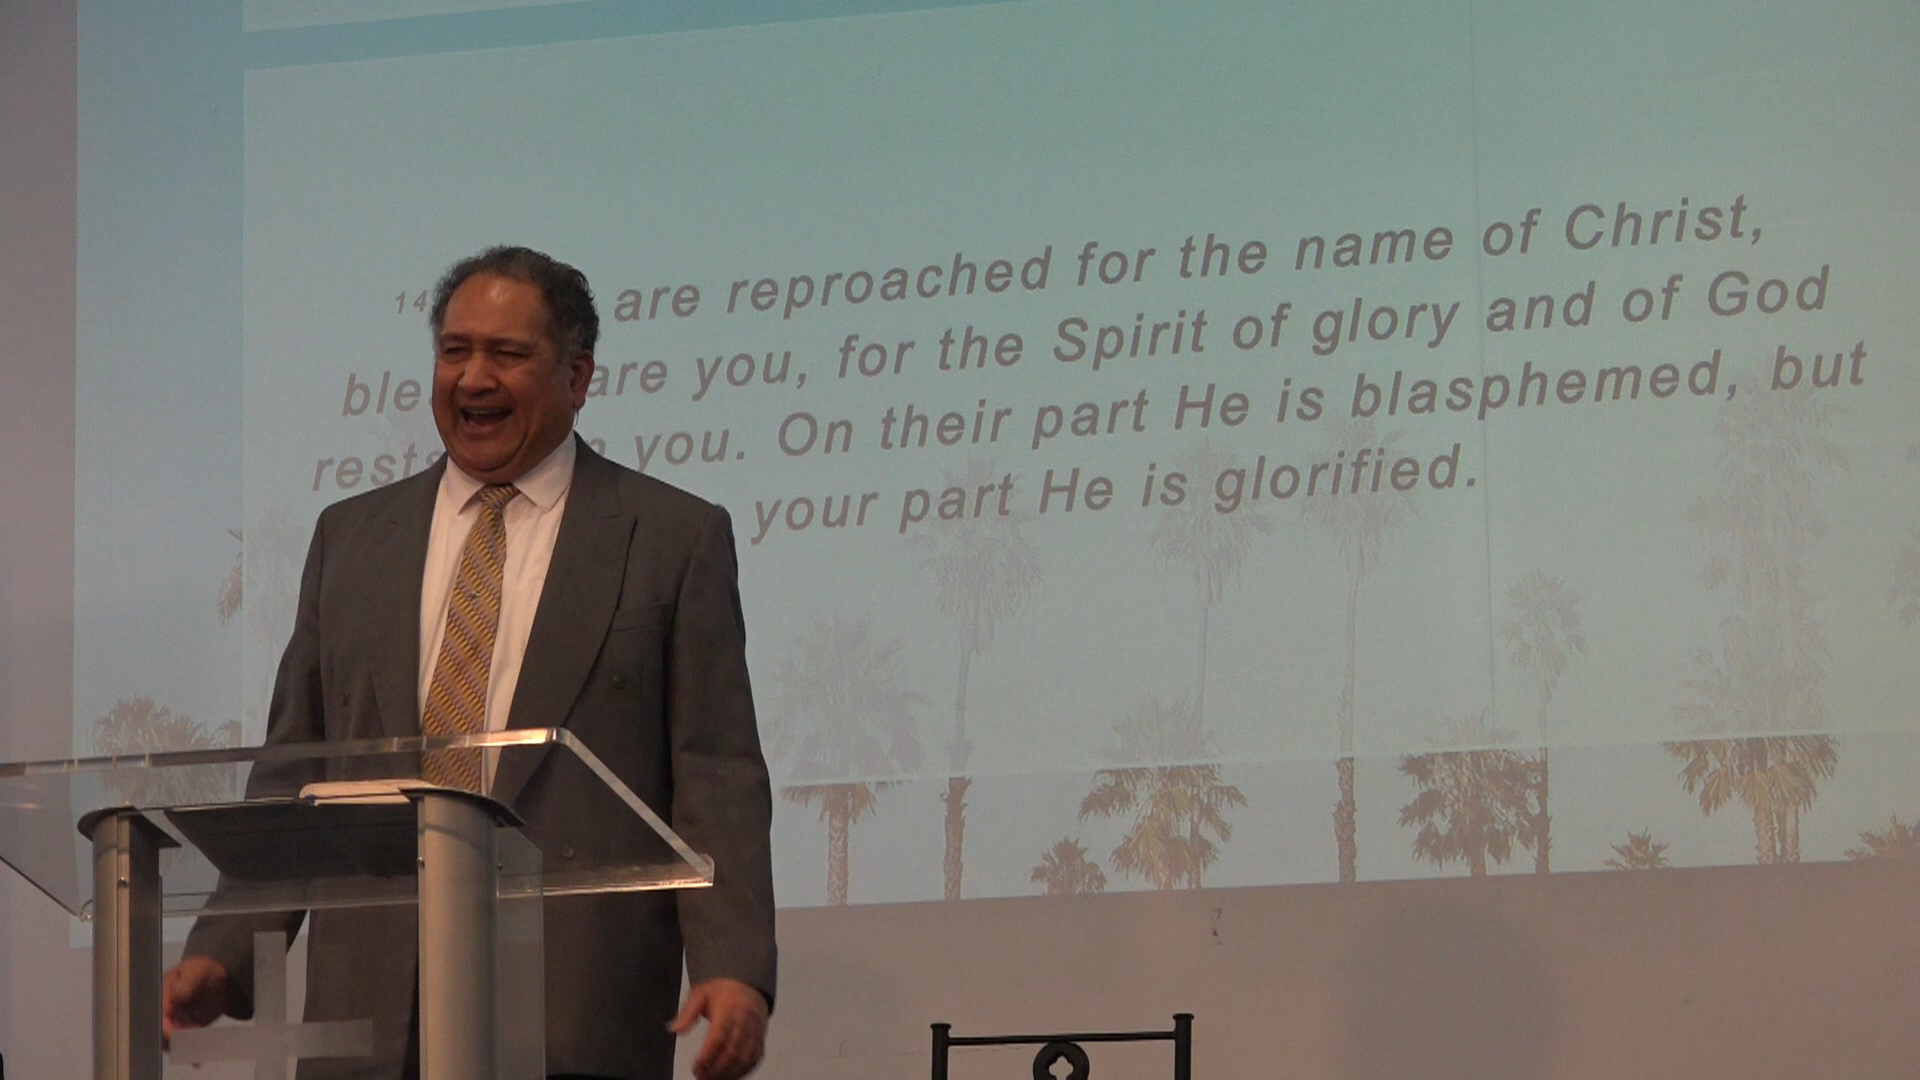 14 are reproached for the name of Christ,
are you, for the Spirit of glory and of God
rests you. On their part He is blasphemed, but
your part He is glorified.